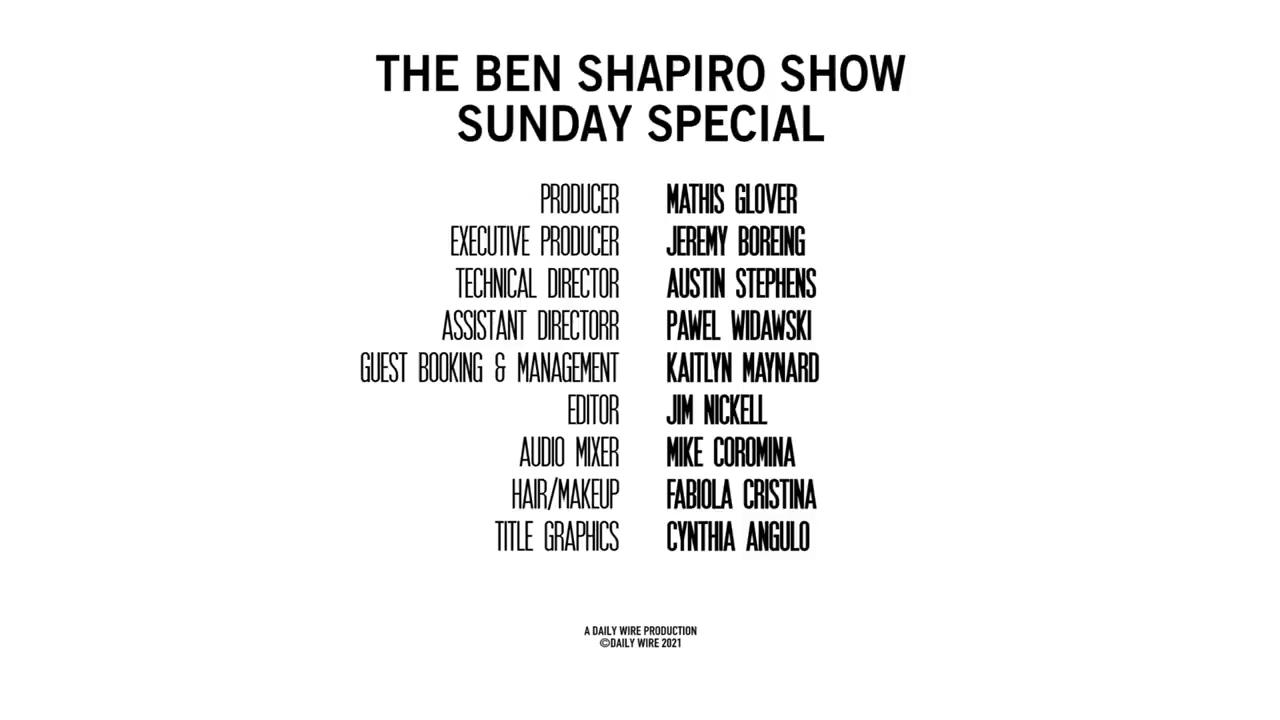 THE BEN SHAPIRO SHOW
SUNDAY SPECIAL
PRODUCER MATHIS GLOVER
EXECUTIVE PRODUCER JEREMY BOREING
TECHNICAL DIRECTOR AUSTIN STEPHENS
ASSISTANT DIRECTORR PAWEL WIDAWSKI
GUEST BOOKING & MANAGEMENT KAITLYN MAYNARD
EDITOR JIM NICKELL
AUDIO MIXER MIKE COROMINA
HAIR/MAKEUP FABIOLA CRISTINA
TITLE GRAPHICS CYNTHIA ANGULO
A DAILY WIRE PRODUCTION
©DAILY WIRE 2021